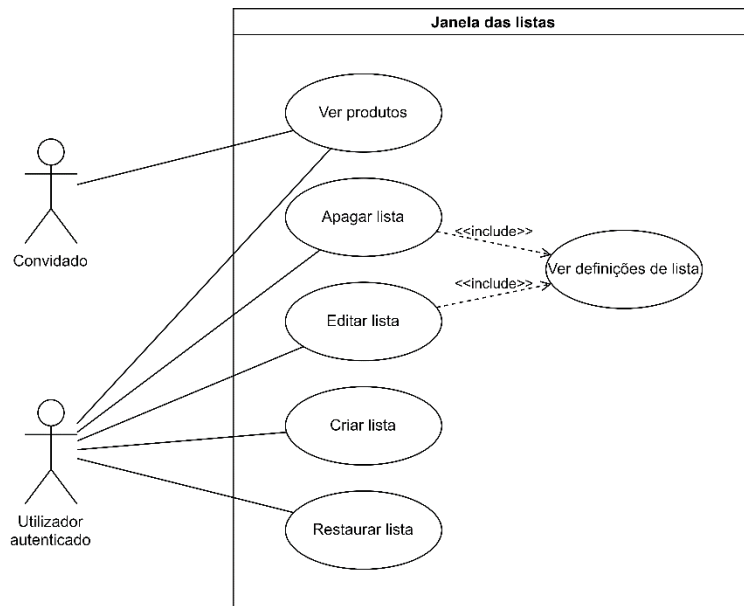 Janela das listas
Ver produtos
Convidado
Apagar lista
<<include>>
Ver definições de lista
<<include>>
Editar lista
Criar lista
Utilizador
autenticado
Restaurar lista